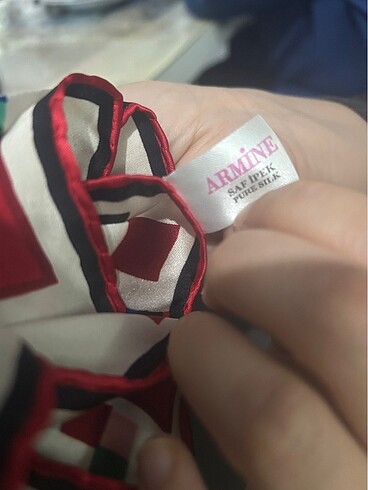 ARMİNE
SAF İPEK
PURE SILK